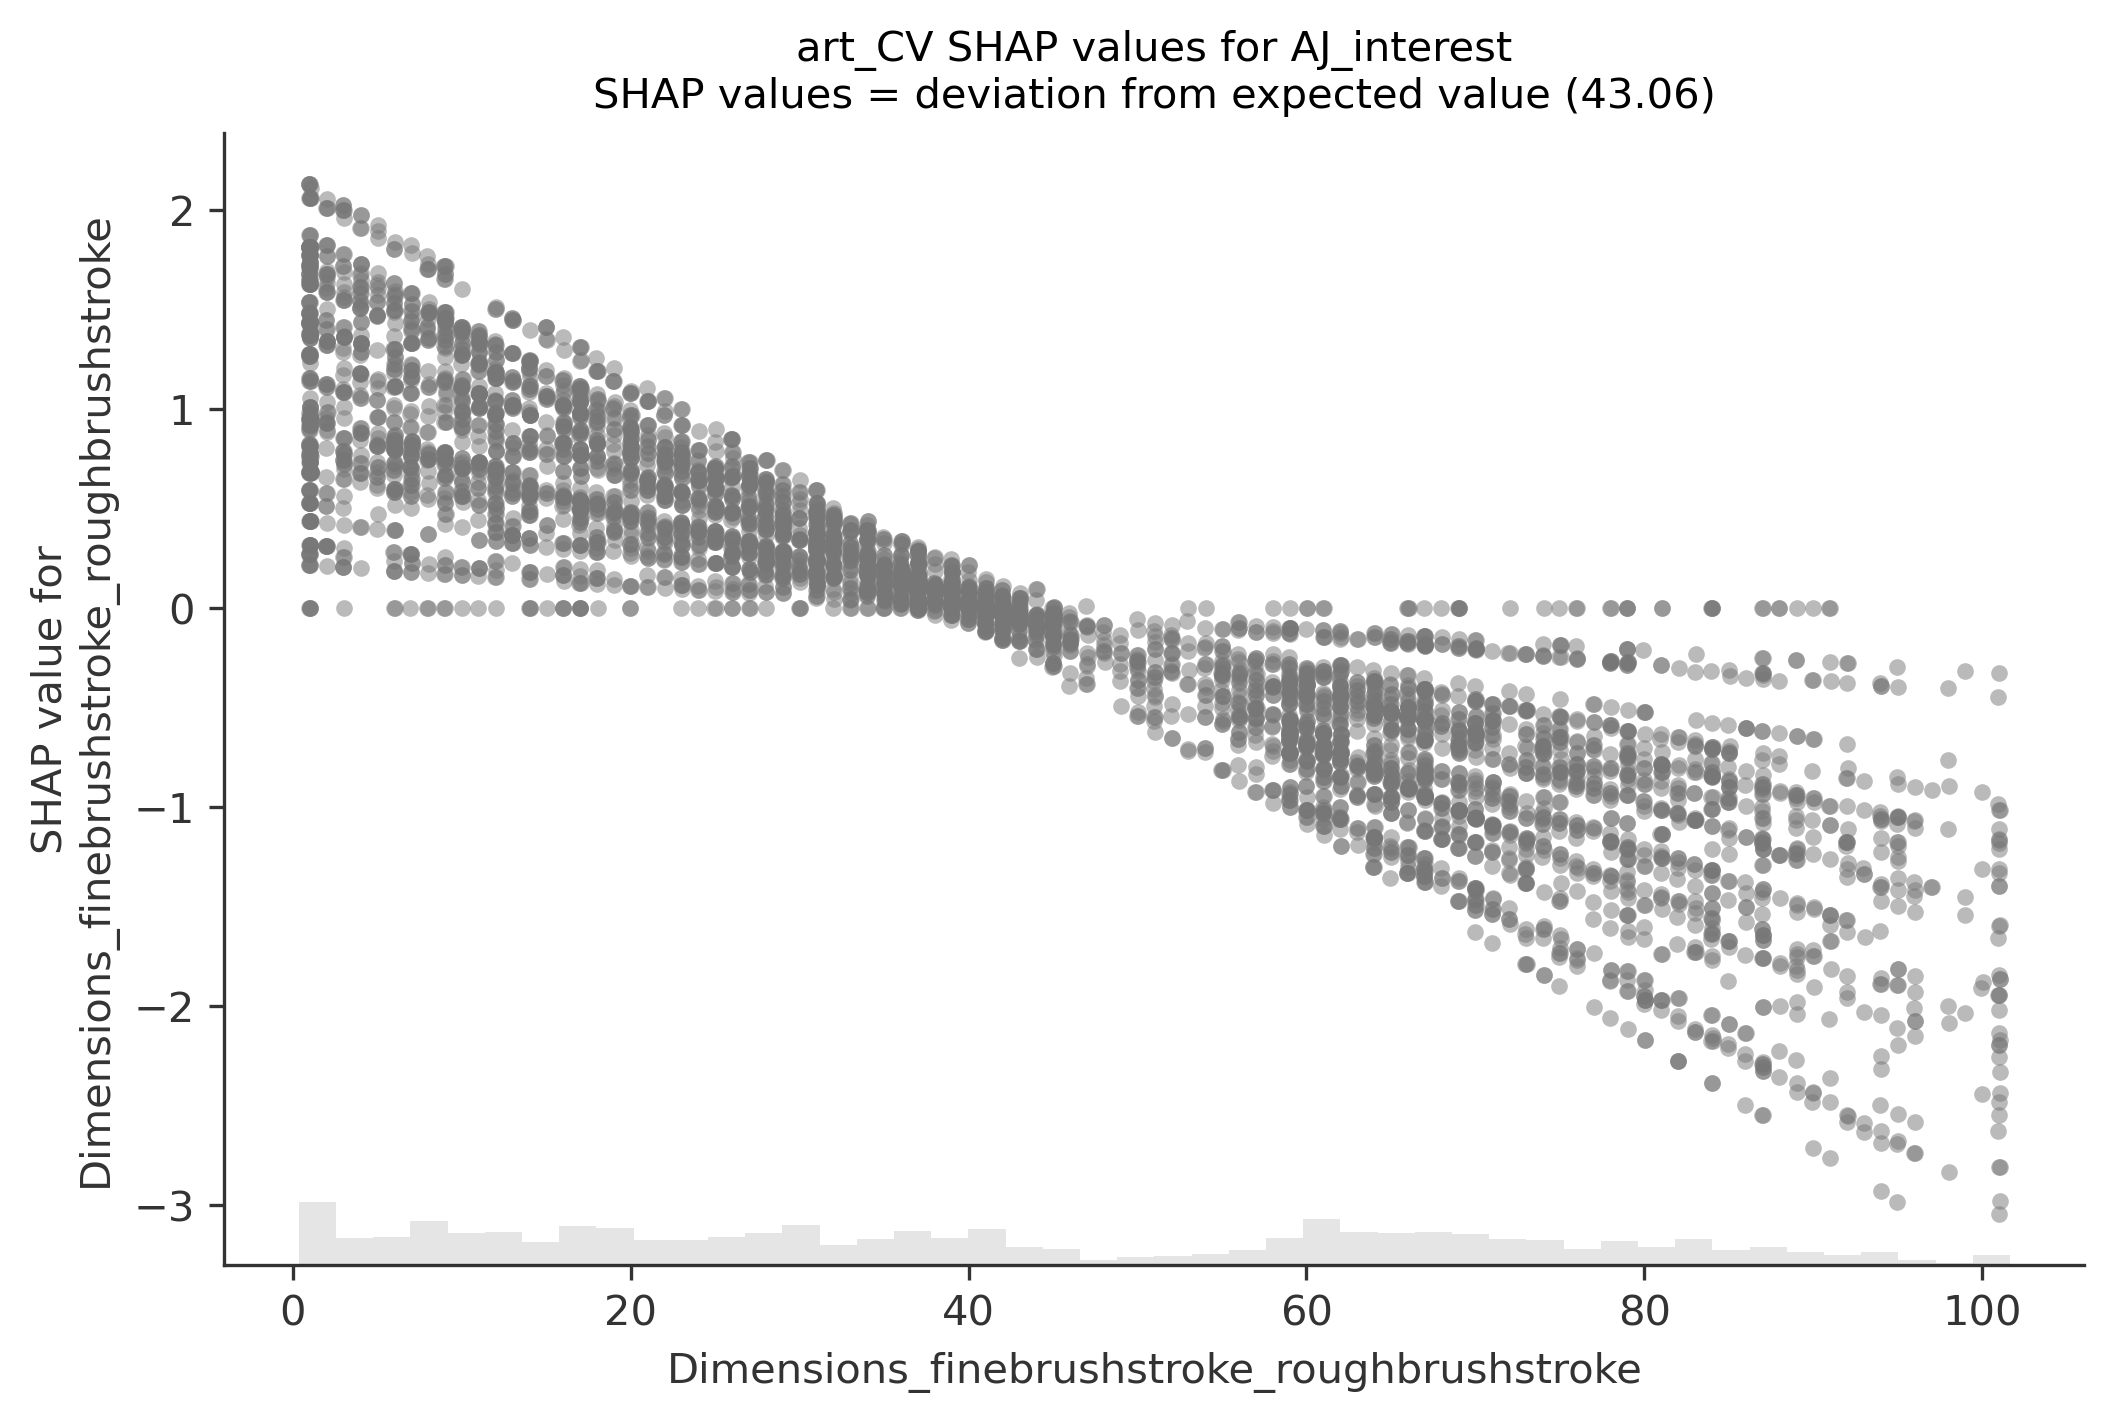 art_CV SHAP values for AJ_interest
SHAP values = deviation from expected value (43.06)
SHAP value for
Dimensions_finebrushstroke_roughbrushstroke
2
1
0
−1
−2
−3
0
20
40
60
80
100
Dimensions_finebrushstroke_roughbrushstroke